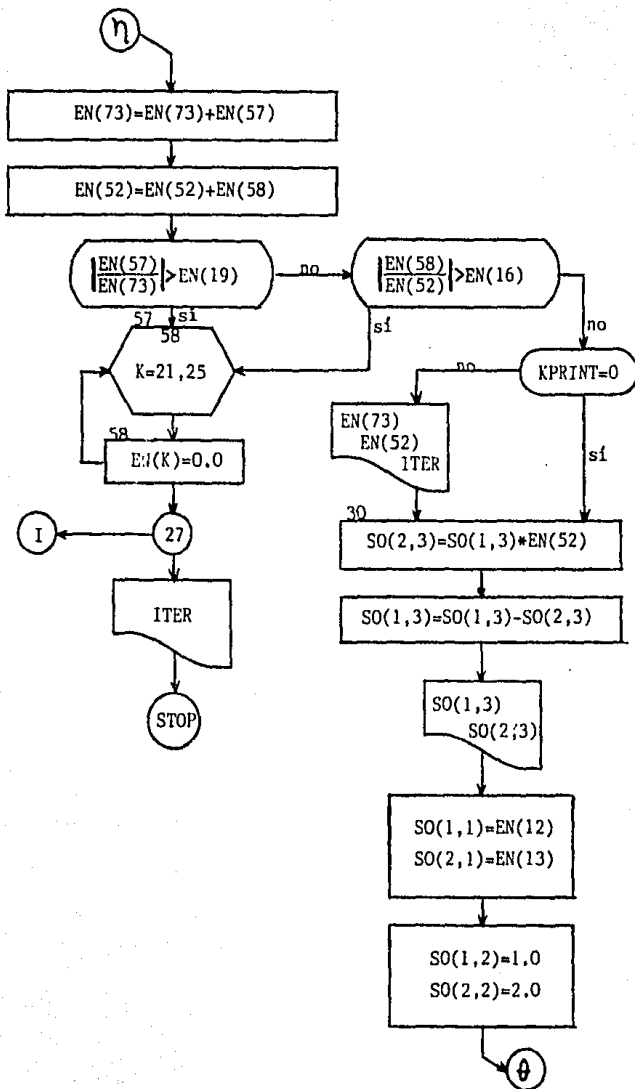 η
EN(73)=EN(73)+EN(57)
EN(52)=EN(52)+EN(58)
|EN(57)/EN(73)|>EN(19)
no
|EN(58)/EN(52)|>EN(16)
57
sí
58
sí
no
K=21,25
KPRINT=0
no
58
EN(K)=0.0
EN(73)
EN(52)
ITER
sí
I
27
30
SO(2,3)=SO(1,3)*EN(52)
ITER
SO(1,3)=SO(1,3)-SO(2,3)
STOP
SO(1,3)
SO(2,3)
SO(1,1)=EN(12)
SO(2,1)=EN(13)
SO(1,2)=1.0
SO(2,2)=2.0
θ